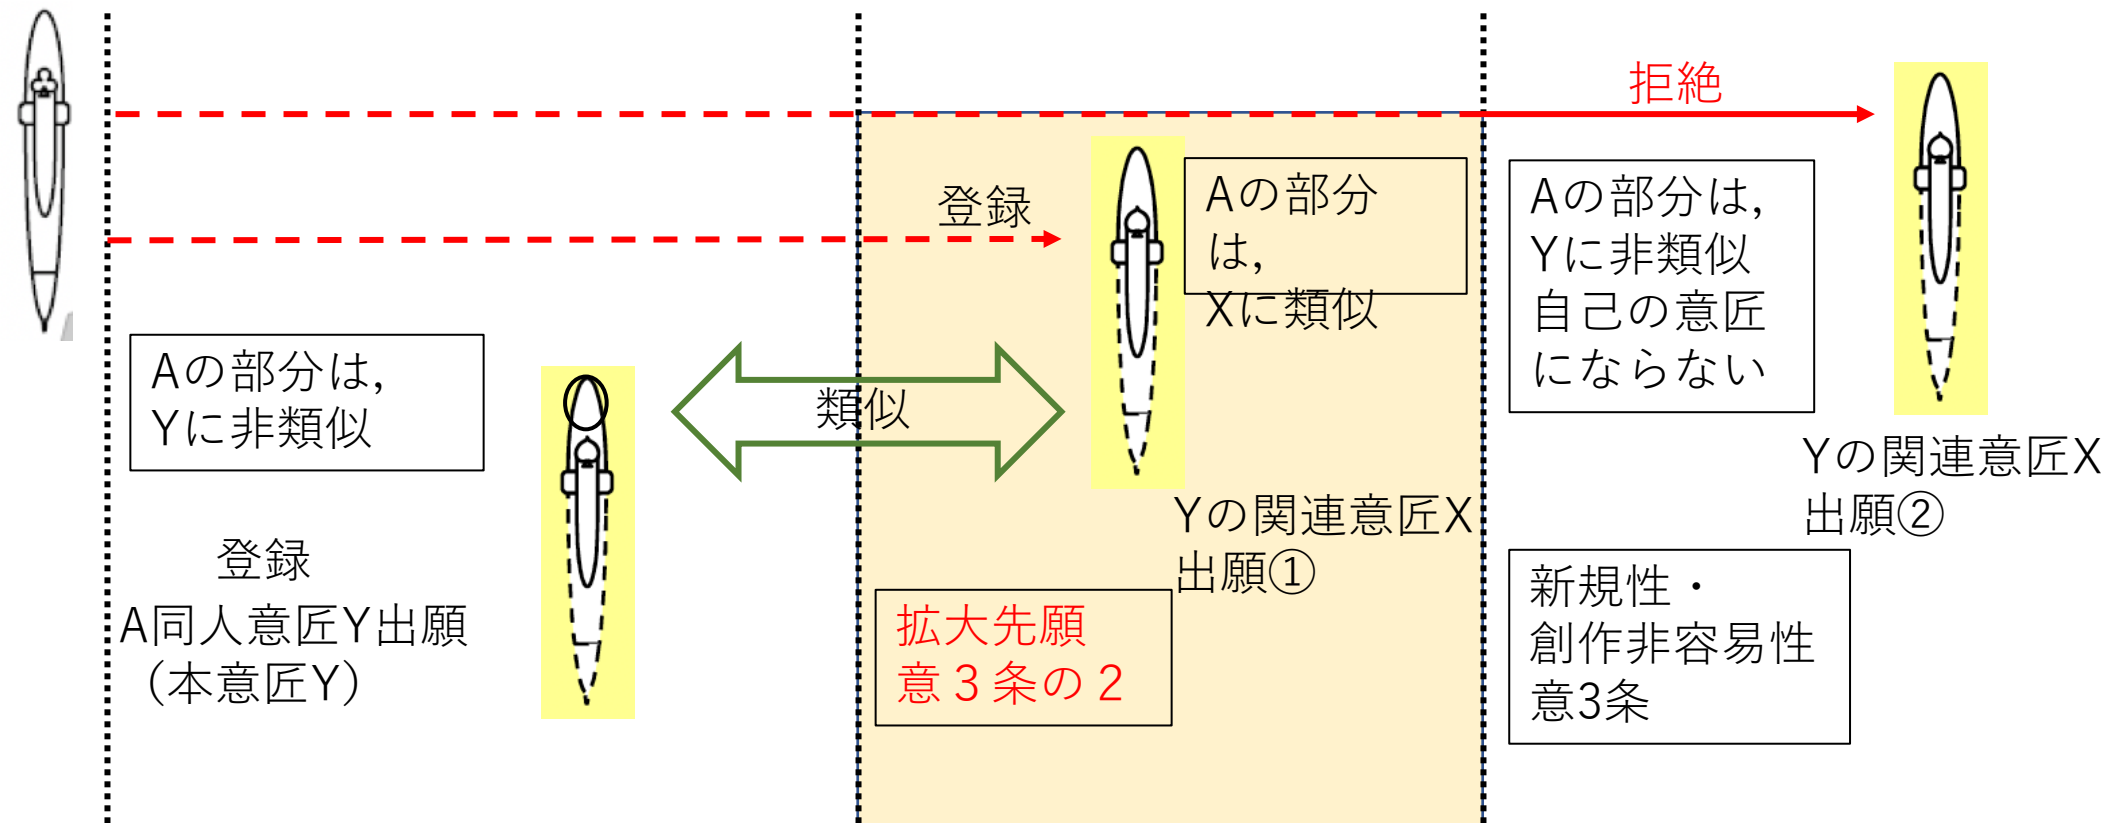 Aの部分は,
Yに非類似
登録
A同人意匠Y出願
（本意匠Y）
類似
登録
Aの部分
は,
Xに類似
Yの関連意匠X
出願①
拡大先願
意３条の２
拒絶
Aの部分は,
Yに非類似
自己の意匠
にならない
Yの関連意匠X
出願②
新規性・
創作非容易性
意3条